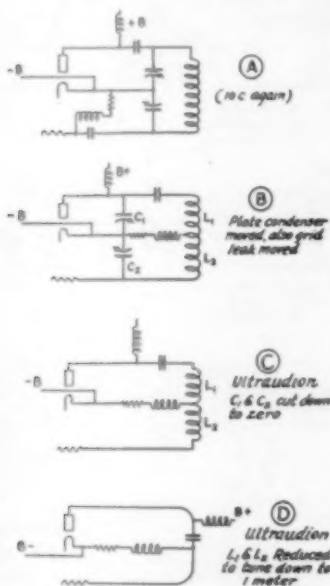 +B
-B
A
(10C again)
B+
-B
C1
C2
L1
L2
B
Plate condenser
moved, also grid
leak moved
-B
L1
L2
C
Ultraudion
C1 & C2 cut down
to zero
B+
B-
D
Ultraudion
L1 & L2 Reduced
to tune down to
1 meter